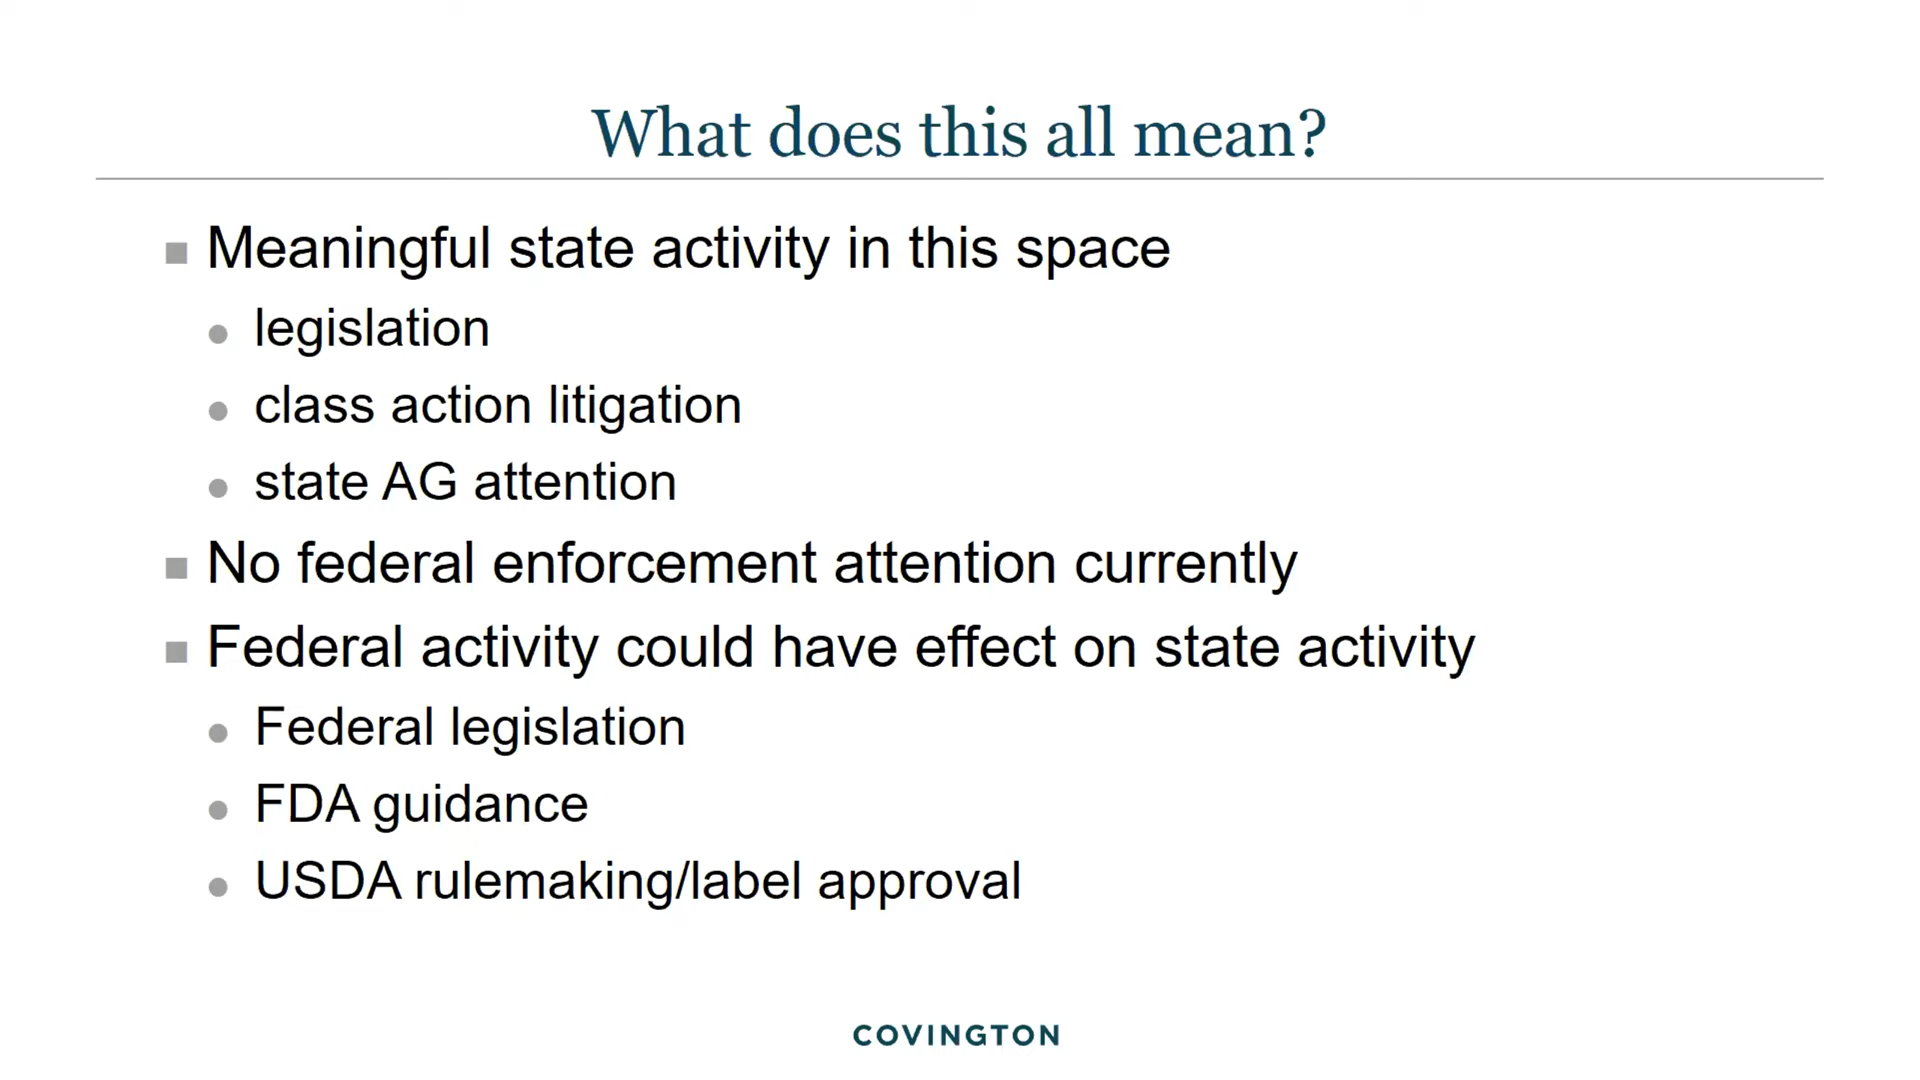 What does this all mean?
Meaningful state activity in this space
legislation
class action litigation
state AG attention
No federal enforcement attention currently
Federal activity could have effect on state activity
Federal legislation
FDA guidance
USDA rulemaking/label approval
COVINGTON